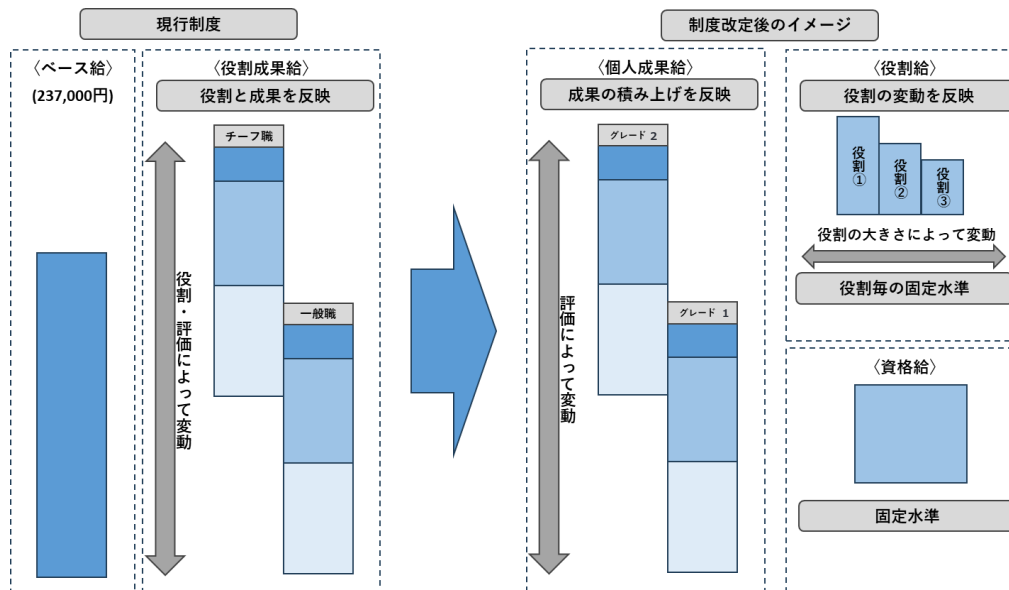 現行制度
〈ベース給〉
(237,000円)
〈役割成果給〉
役割と成果を反映
チーフ職
一般職
役割・評価によって変動
制度改定後のイメージ
〈個人成果給〉
成果の積み上げを反映
グレード 2
グレード 1
評価によって変動
〈役割給〉
役割の変動を反映
役割①
役割②
役割③
役割の大きさによって変動
役割毎の固定水準
〈資格給〉
固定水準